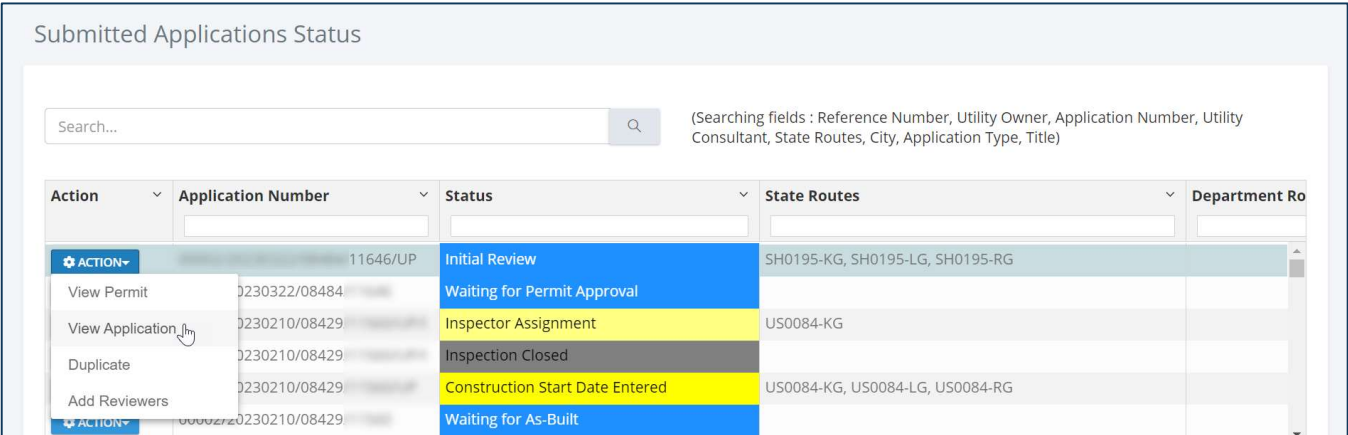 Submitted Applications Status
Search...
(Searching fields : Reference Number, Utility Owner, Application Number, Utility
Consultant, State Routes, City, Application Type, Title)
Action Application Number Status State Routes Department Ro
ACTION 11646/UP Initial Review SH0195-KG, SH0195-LG, SH0195-RG
View Permit 0230322/08484 Waiting for Permit Approval
View Application 0230210/08429 Inspector Assignment US0084-KG
Duplicate 0230210/08429 Inspection Closed
Add Reviewers 0230210/08429 Construction Start Date Entered US0084-KG, US0084-LG, US0084-RG
ACTION 00002/20230210/08429 Waiting for As-Built